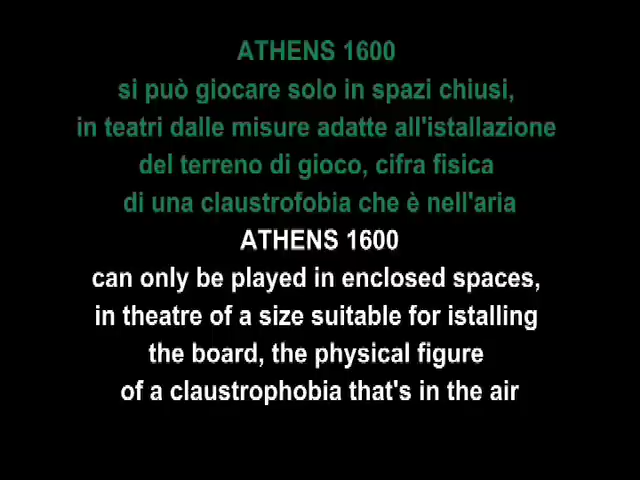 ATHENS 1600
si può giocare solo in spazi chiusi,
in teatri dalle misure adatte all'istallazione
del terreno di gioco, cifra fisica
di una claustrofobia che è nell'aria
ATHENS 1600
can only be played in enclosed spaces,
in theatre of a size suitable for istalling
the board, the physical figure
of a claustrophobia that's in the air